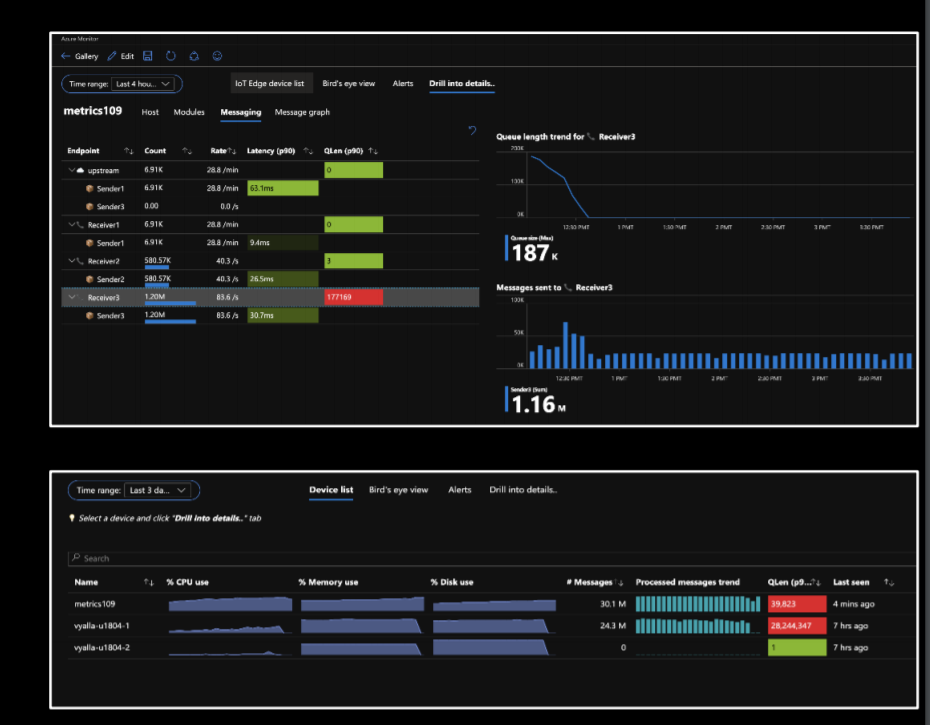 Azure Monitor
← Gallery Edit
Time range: Last 4 hou... IoT Edge device list Bird's eye view Alerts Drill into details..
metrics109 Host Modules Messaging Message graph
Endpoint ↑↓ Count ↑↓ Rate↑↓ Latency (p90) ↑↓ QLen (p90) ↑↓
upstream 6.91K 28.8 /min 0
Sender1 6.91K 28.8 /min 63.1ms
Sender3 0.00 0.0 /s
Receiver1 6.91K 28.8 /min 0
Sender1 6.91K 28.8 /min 9.4ms
Receiver2 580.57K 40.3 /s 3
Sender2 580.57K 40.3 /s 26.5ms
Receiver3 1.20M 83.6 /s 177169
Sender3 1.20M 83.6 /s 30.7ms
Queue length trend for Receiver3
200K
100K
0K
12:30 PM 1 PM 1:30 PM 2 PM 2:30 PM 3 PM 3:30 PM
Queue size (Max)
187 K
Messages sent to Receiver3
100K
50K
0K
12:30 PM 1 PM 1:30 PM 2 PM 2:30 PM 3 PM 3:30 PM
Sender3 (Sum)
1.16 M
Time range: Last 3 da... Device list Bird's eye view Alerts Drill into details..
Select a device and click "Drill into details.." tab
Search
Name ↑↓ % CPU use % Memory use % Disk use # Messages ↑↓ Processed messages trend QLen (p9...↑↓ Last seen ↑↓
metrics109 30.1 M 39,823 4 mins ago
vyalla-u1804-1 24.3 M 28,244,347 7 hrs ago
vyalla-u1804-2 0 1 7 hrs ago